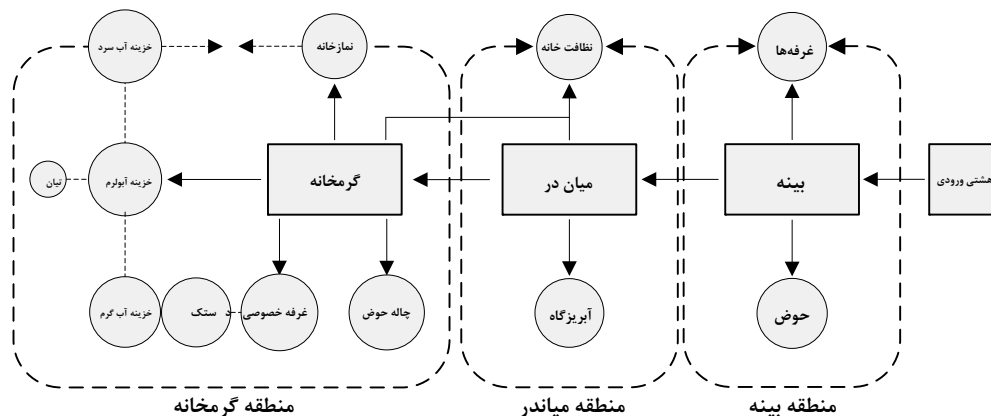 غرفه‌ها
نظافت خانه
نمازخانه
خزینه آب سرد
هشتی ورودی
بینه
میان در
گرمخانه
خزینه آبولرم
تیان
حوض
آبریزگاه
چاله حوض
غرفه خصوصی
د ستک
خزینه آب گرم
منطقه بینه
منطقه میاندر
منطقه گرمخانه